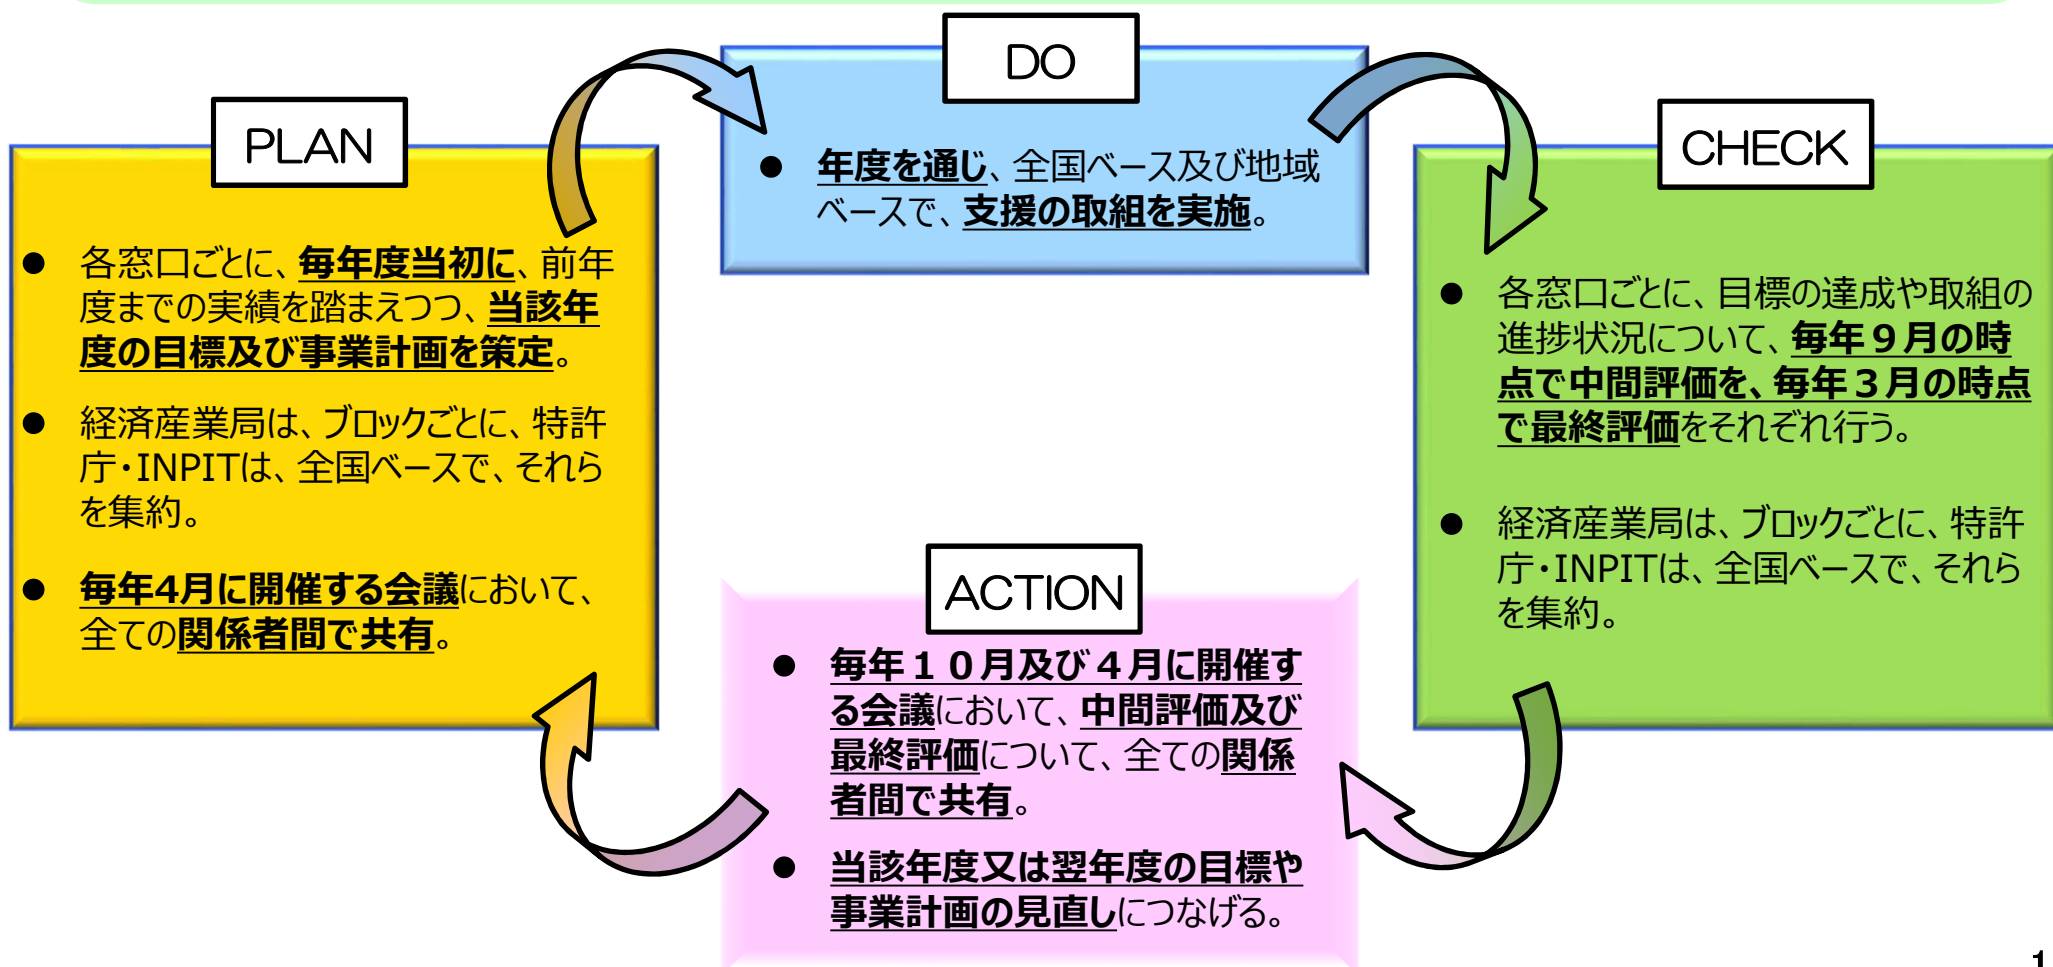 PLAN
● 各窓口ごとに、毎年度当初に、前年
度までの実績を踏まえつつ、当該年
度の目標及び事業計画を策定。
● 経済産業局は、ブロックごとに、特許
庁・INPITは、全国ベースで、それら
を集約。
● 毎年4月に開催する会議において、
全ての関係者間で共有。
DO
● 年度を通じ、全国ベース及び地域
ベースで、支援の取組を実施。
CHECK
● 各窓口ごとに、目標の達成や取組の
進捗状況について、毎年９月の時
点で中間評価を、毎年３月の時点
で最終評価をそれぞれ行う。
● 経済産業局は、ブロックごとに、特許
庁・INPITは、全国ベースで、それら
を集約。
ACTION
● 毎年１０月及び４月に開催す
る会議において、中間評価及び
最終評価について、全ての関係
者間で共有。
● 当該年度又は翌年度の目標や
事業計画の見直しにつなげる。
1